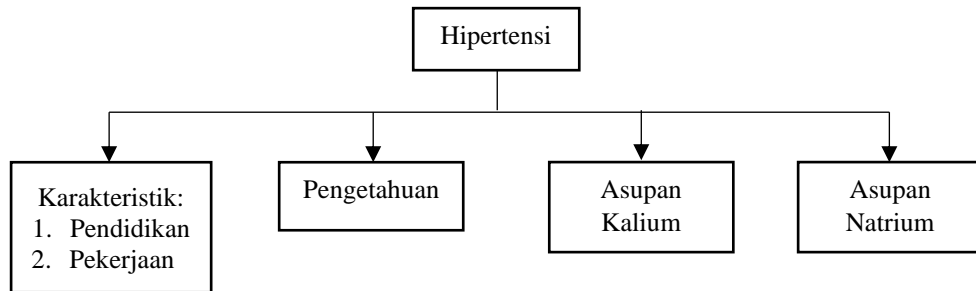 Hipertensi
Karakteristik:
1. Pendidikan
2. Pekerjaan
Pengetahuan
Asupan
Kalium
Asupan
Natrium